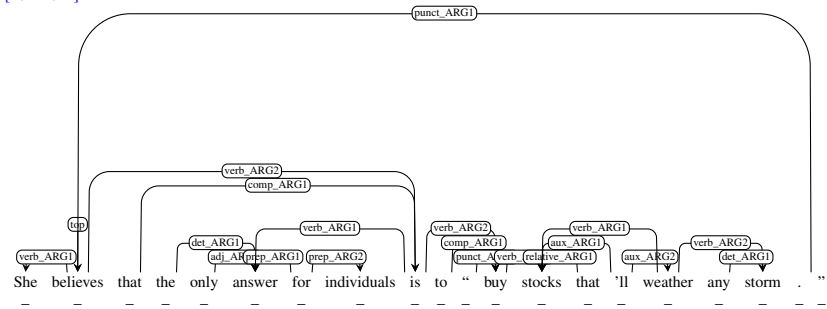 punct_ARG1
verb_ARG2
comp_ARG1
top
verb_ARG1 verb_ARG2 verb_ARG1
det_ARG1 comp_ARG1 aux_ARG1 verb_ARG2
verb_ARG1 prep_ARG1 prep_ARG2 relative_ARG1 aux_ARG2 det_ARG1
She believes that the only answer for individuals is to “ buy stocks that ’ll weather any storm . ”
_ _ _ _ _ _ _ _ _ _ _ _ _ _ _ _ _ _ _ _